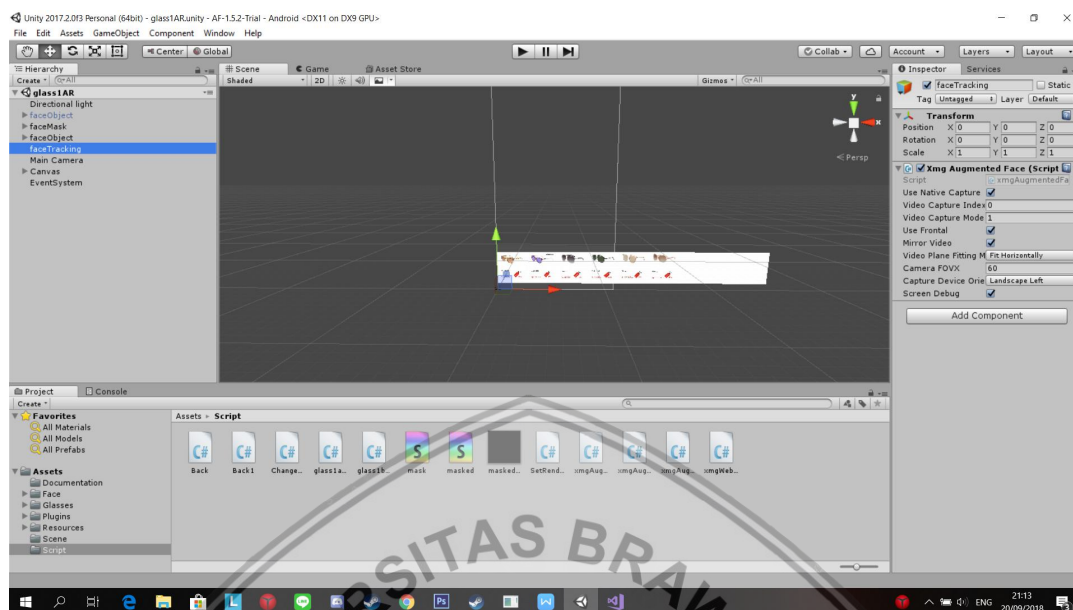 Unity 2017.2.0f3 Personal (64bit) - glass1AR.unity - AF-1.5.2-Trial - Android <DX11 on DX9 GPU>
File Edit Assets GameObject Component Window Help
Center Global Collab Account Layers Layout
Hierarchy
Create All
glass1AR
Directional light
faceObject
faceMask
faceObject
faceTracking
Main Camera
Canvas
EventSystem
Scene Game Asset Store
Shaded 2D Gizmos All
y
x
Persp
Inspector Services
faceTracking Static
Tag Untagged Layer Default
Transform
Position X 0 Y 0 Z 0
Rotation X 0 Y 0 Z 0
Scale X 1 Y 1 Z 1
Xmg Augmented Face (Script
Script xmgAugmentedFa
Use Native Capture
Video Capture Index 0
Video Capture Mode 1
Use Frontal
Mirror Video
Video Plane Fitting M Fit Horizontally
Camera FOVX 60
Capture Device Orie Landscape Left
Screen Debug
Add Component
Project Console
Create
Favorites
All Materials
All Models
All Prefabs
Assets
Documentation
Face
Glasses
Plugins
Resources
Scene
Script
Assets Script
Back Back1 Change... glass1a... glass1b... mask masked masked... SetRend... xmgAug... xmgAug... xmgAug... xmgWeb...
RSITAS BRAW
ENG 21:13
20/09/2018